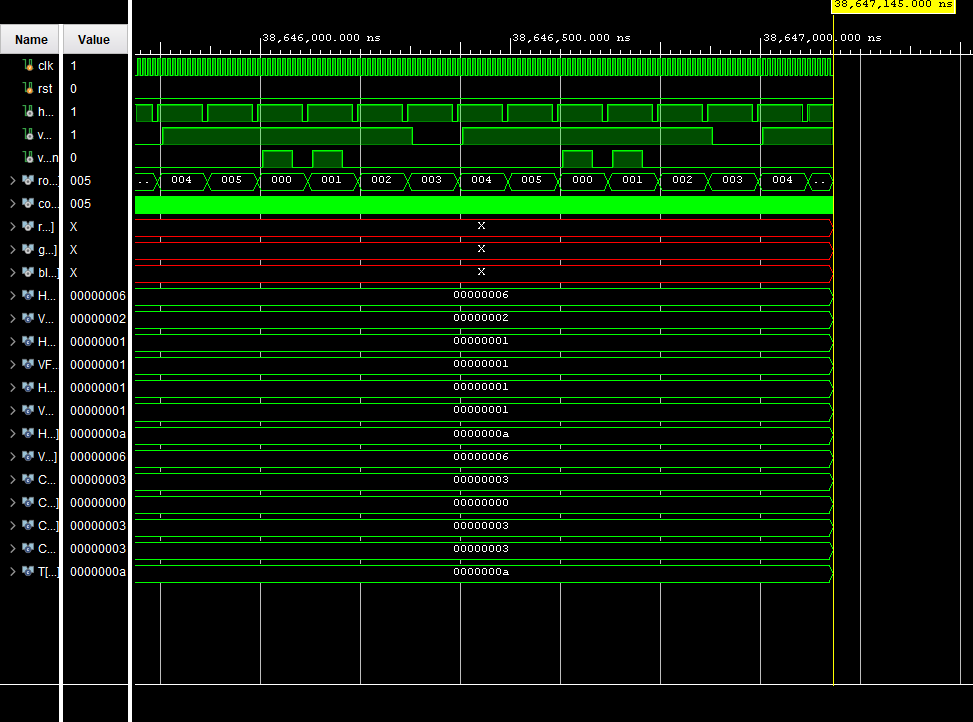 38,647,145.000 ns
Name Value
38,646,000.000 ns 38,646,500.000 ns 38,647,000.000 ns
clk 1
rst 0
h... 1
v... 1
v...n 0
ro...] 005 .. 004 005 000 001 002 003 004 005 000 001 002 003 004 ..
co... 005
r...] X X
g...] X X
bl...] X X
H... 00000006 00000006
V... 00000002 00000002
H... 00000001 00000001
VF... 00000001 00000001
H... 00000001 00000001
V... 00000001 00000001
H...] 0000000a 0000000a
V...] 00000006 00000006
C... 00000003 00000003
C... 00000000 00000000
C...] 00000003 00000003
C...] 00000003 00000003
T[...] 0000000a 0000000a